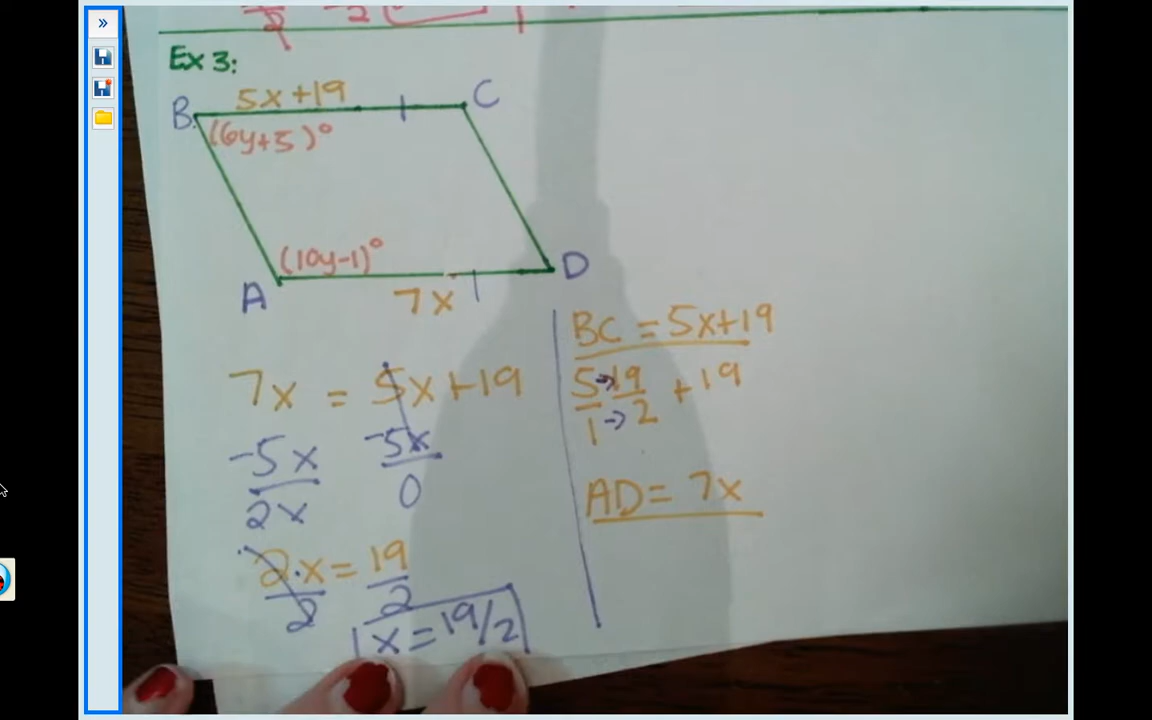 Ex 3:
5x+19
B
C
(6y+5)°
(10y-1)°
A
D
7x
7x = 5x+19
-5x -5x
2x 0
2·x = 19
2 2
x = 19/2
BC = 5x+19
5 → 19 + 19
1 → 2
AD = 7x